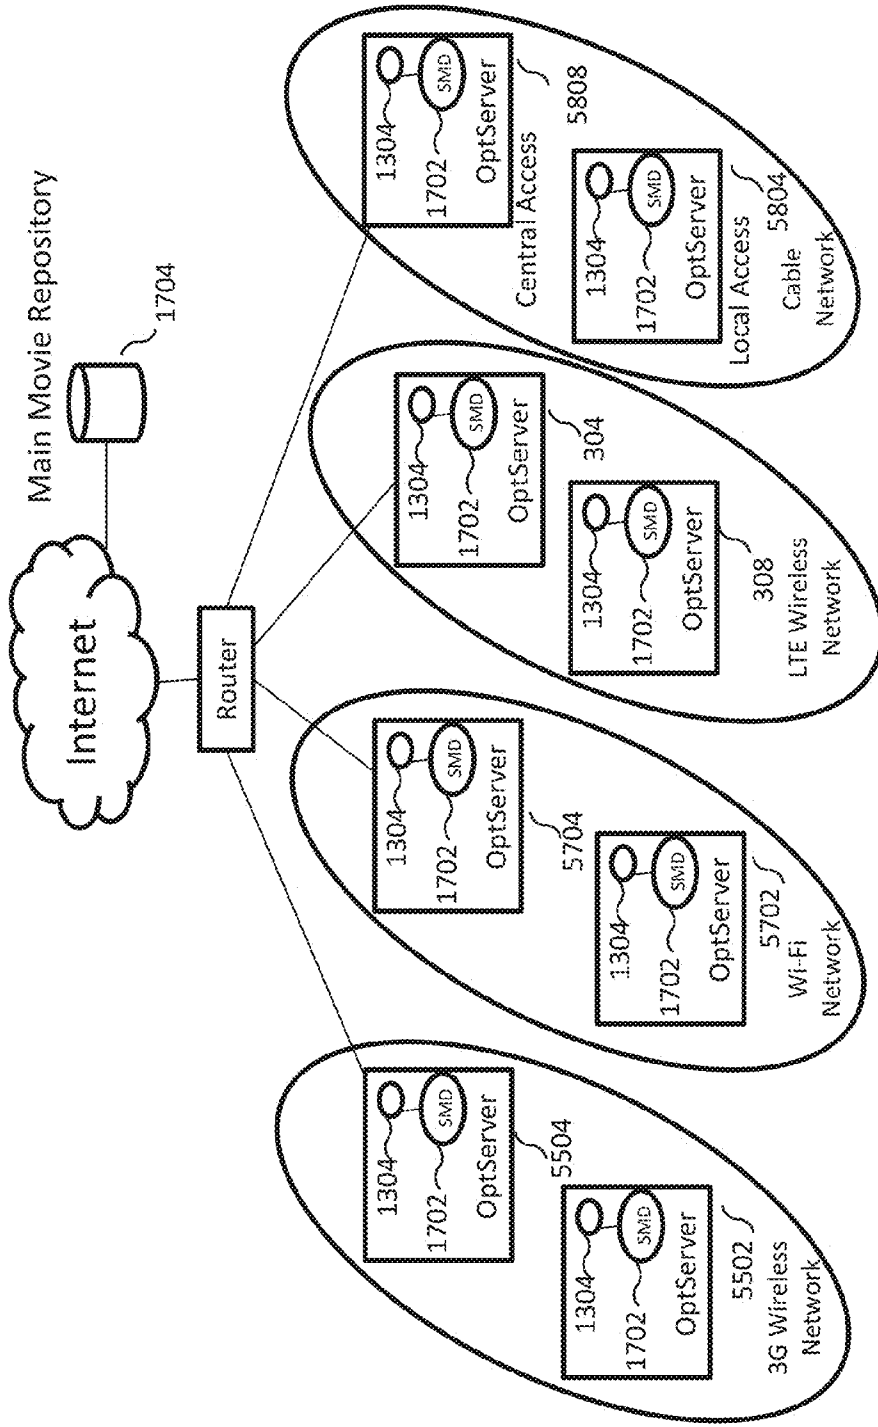 Main Movie Repository
1704
Internet
Router
1304
SMD
1702
OptServer
5504
1304
SMD
1702
OptServer
5502
3G Wireless
Network
1304
SMD
1702
OptServer
5704
1304
SMD
1702
OptServer
5702
Wi-Fi
Network
1304
SMD
1702
OptServer
304
1304
SMD
1702
OptServer
308
LTE Wireless
Network
1304
SMD
1702
OptServer
Central Access
5808
1304
SMD
1702
OptServer
Local Access
5804
Cable
Network